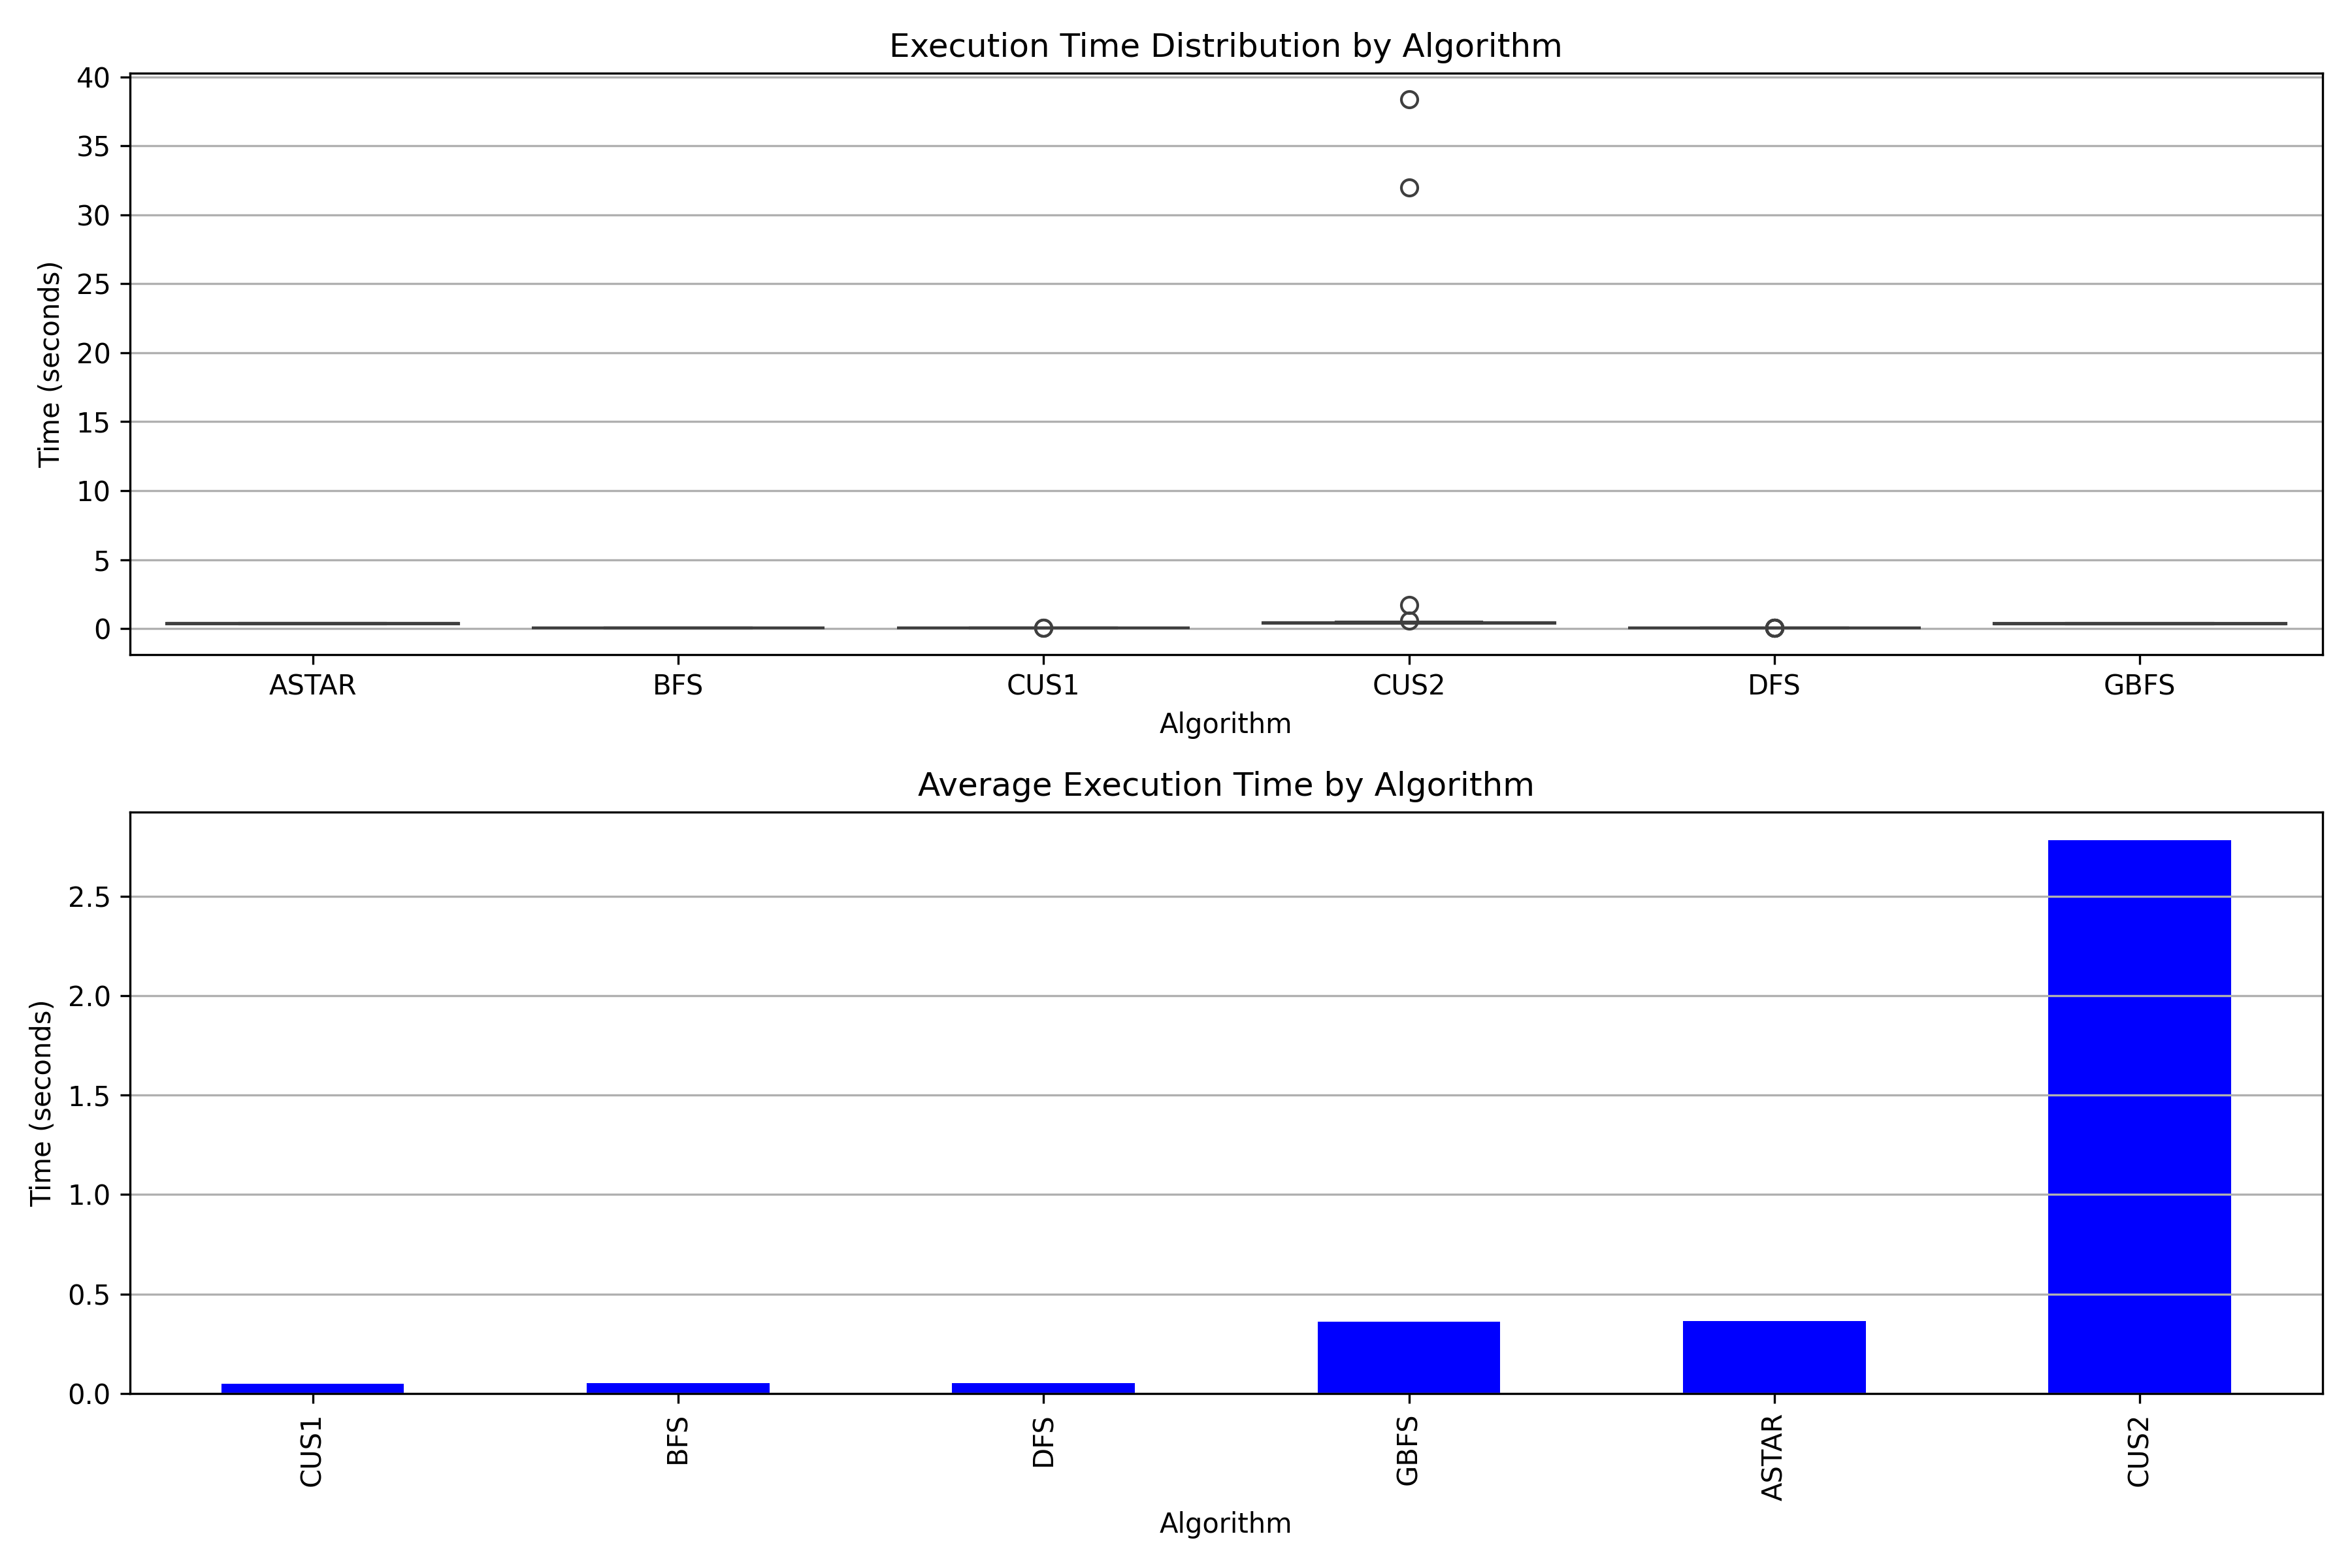 Execution Time Distribution by Algorithm
40
35
30
25
20
15
10
5
0
Time (seconds)
ASTAR BFS CUS1 CUS2 DFS GBFS
Algorithm
Average Execution Time by Algorithm
2.5
2.0
1.5
1.0
0.5
0.0
Time (seconds)
CUS1 BFS DFS GBFS ASTAR CUS2
Algorithm